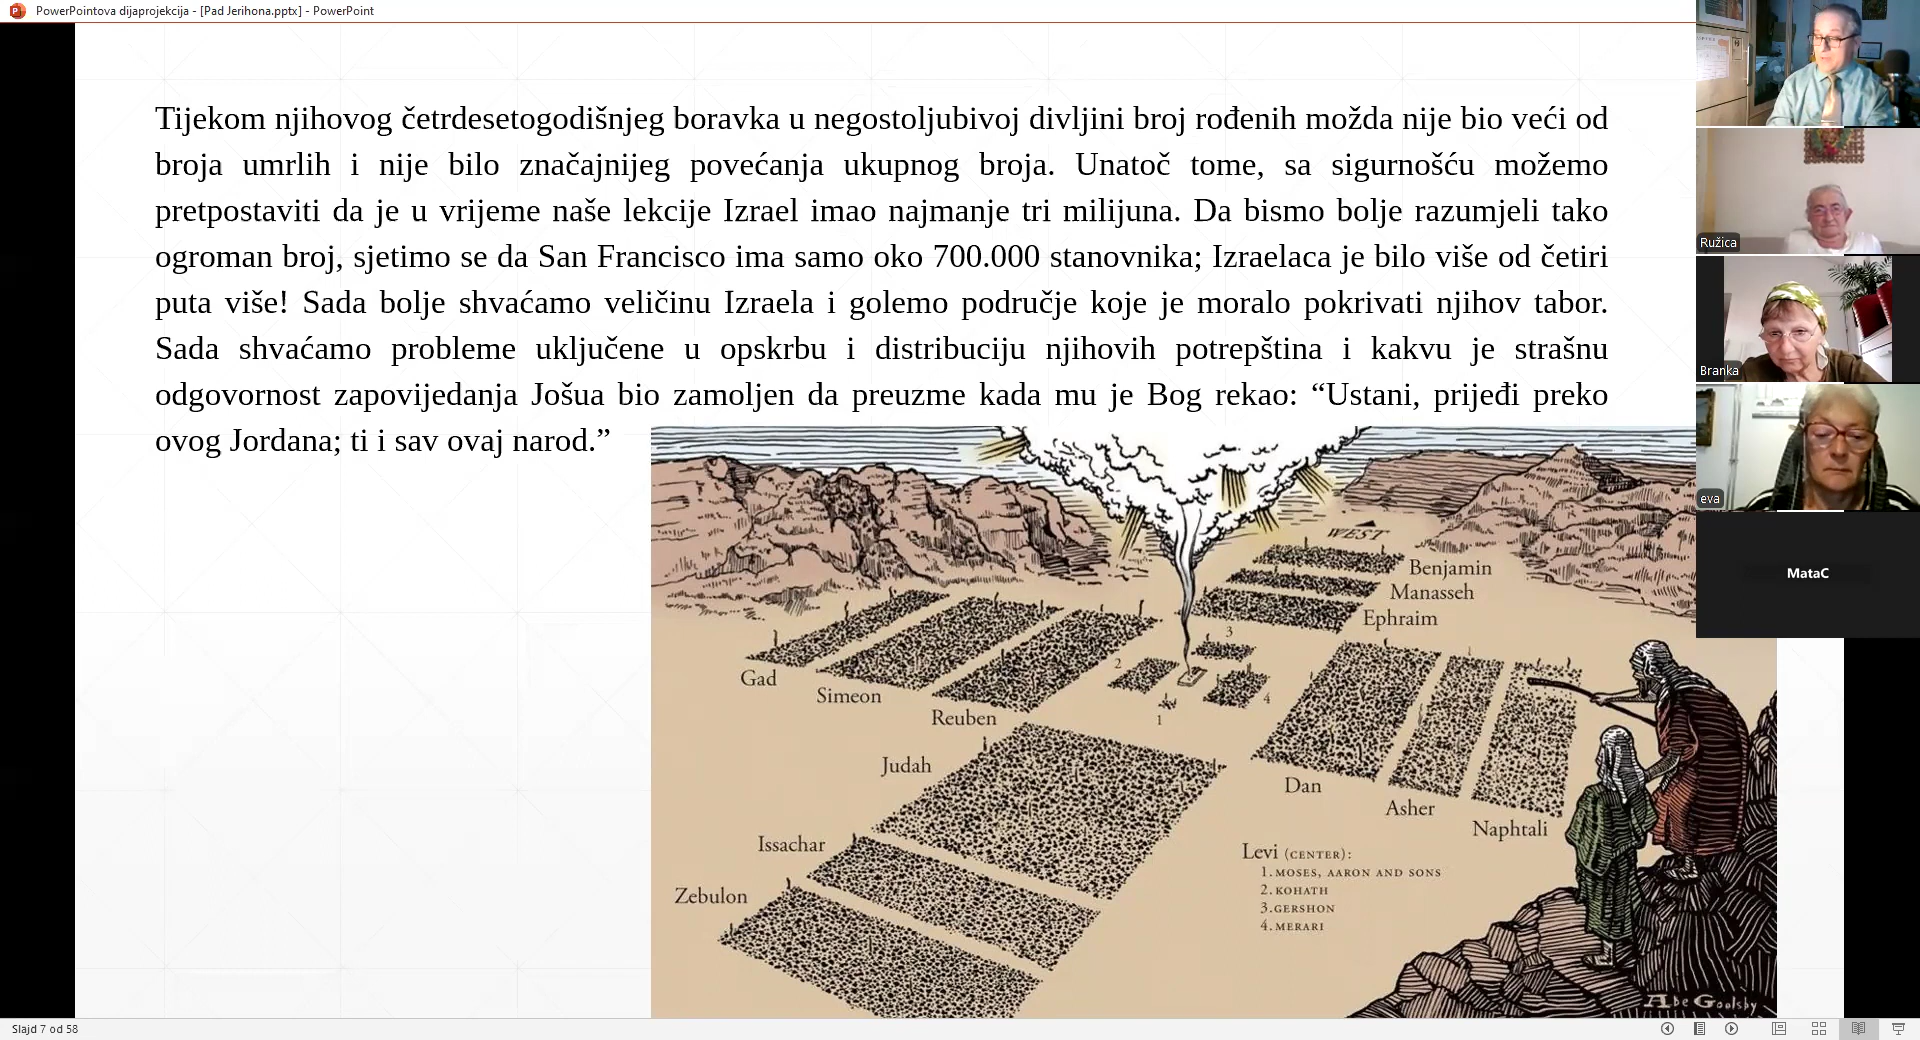 PowerPointova dijaprojekcija - [Pad Jerihona.pptx] - PowerPoint
Tijekom njihovog četrdesetogodišnjeg boravka u negostoljubivoj divljini broj rođenih možda nije bio veći od
broja umrlih i nije bilo značajnijeg povećanja ukupnog broja. Unatoč tome, sa sigurnošću možemo
pretpostaviti da je u vrijeme naše lekcije Izrael imao najmanje tri milijuna. Da bismo bolje razumjeli tako
ogroman broj, sjetimo se da San Francisco ima samo oko 700.000 stanovnika; Izraelaca je bilo više od četiri
puta više! Sada bolje shvaćamo veličinu Izraela i golemo područje koje je moralo pokrivati njihov tabor.
Sada shvaćamo probleme uključene u opskrbu i distribuciju njihovih potrepština i kakvu je strašnu
odgovornost zapovijedanja Jošua bio zamoljen da preuzme kada mu je Bog rekao: “Ustani, prijeđi preko
ovog Jordana; ti i sav ovaj narod.”
WEST
Benjamin
Manasseh
Ephraim
3
2
4
1
Gad
Simeon
Reuben
Judah
Issachar
Zebulon
Dan
Asher
Naphtali
Levi (CENTER):
1. MOSES, AARON AND SONS
2. KOHATH
3. GERSHON
4. MERARI
Abe Goolsby
Ružica
Branka
eva
MataC
Slajd 7 od 58